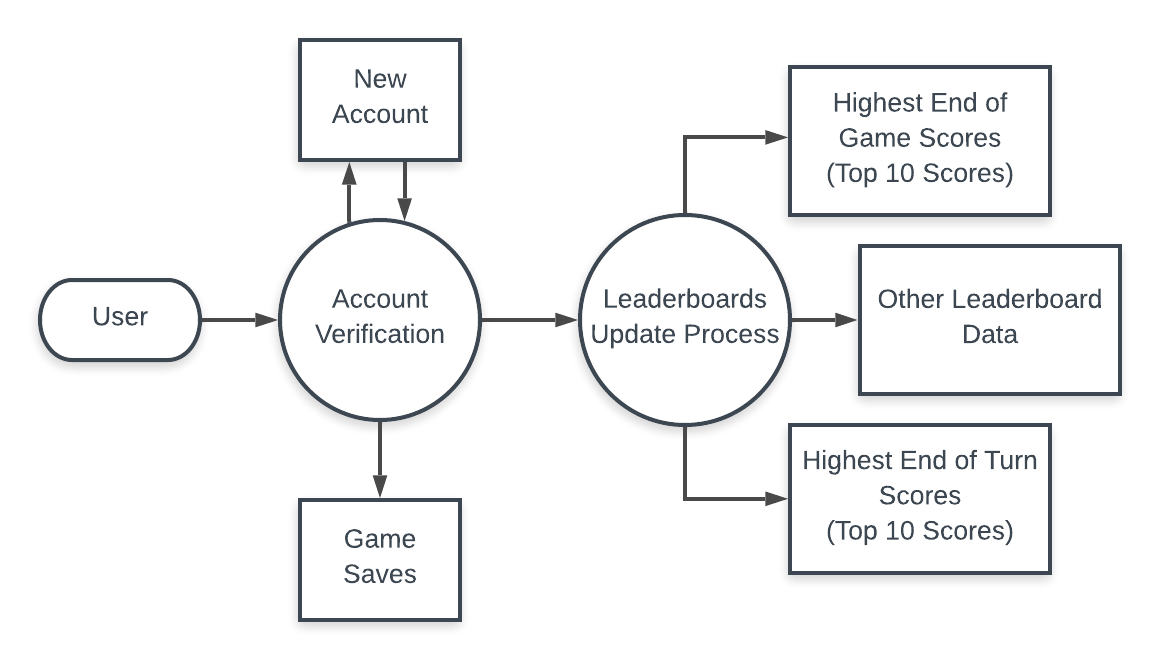 New
Account
User
Account
Verification
Game
Saves
Leaderboards
Update Process
Highest End of
Game Scores
(Top 10 Scores)
Other Leaderboard
Data
Highest End of Turn
Scores
(Top 10 Scores)